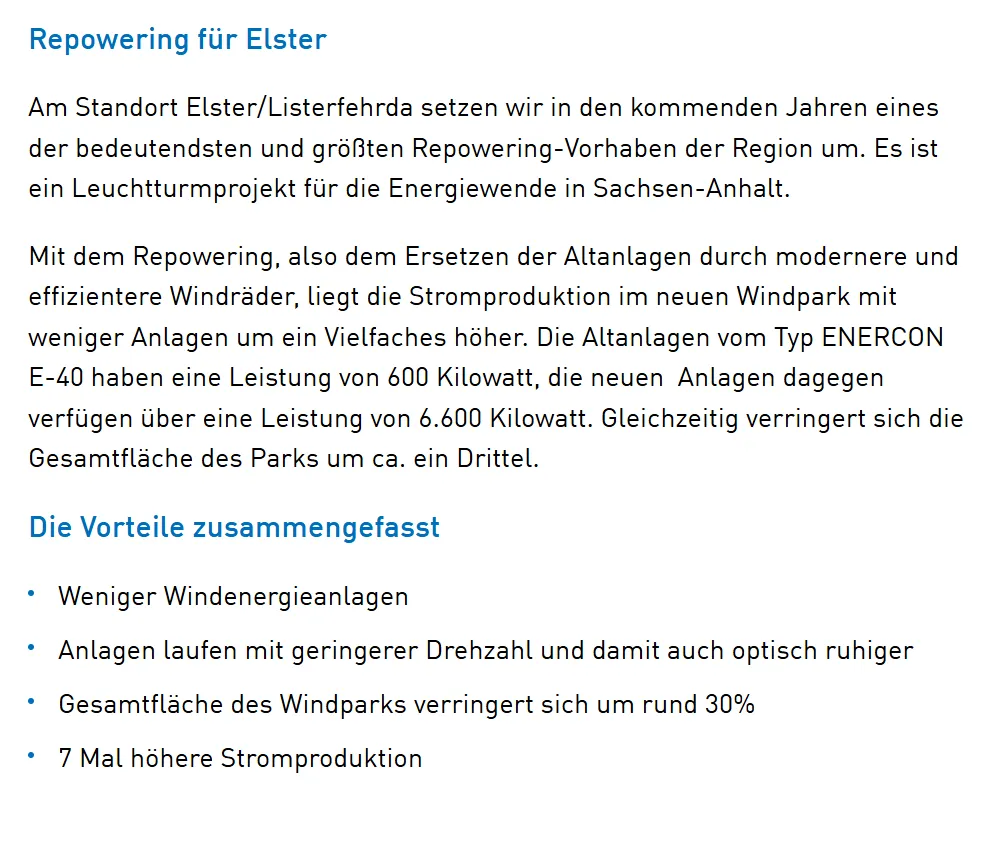 Repowering für Elster
Am Standort Elster/Listerfehrda setzen wir in den kommenden Jahren eines
der bedeutendsten und größten Repowering-Vorhaben der Region um. Es ist
ein Leuchtturmprojekt für die Energiewende in Sachsen-Anhalt.
Mit dem Repowering, also dem Ersetzen der Altanlagen durch modernere und
effizientere Windräder, liegt die Stromproduktion im neuen Windpark mit
weniger Anlagen um ein Vielfaches höher. Die Altanlagen vom Typ ENERCON
E-40 haben eine Leistung von 600 Kilowatt, die neuen  Anlagen dagegen
verfügen über eine Leistung von 6.600 Kilowatt. Gleichzeitig verringert sich die
Gesamtfläche des Parks um ca. ein Drittel.
Die Vorteile zusammengefasst
• Weniger Windenergieanlagen
• Anlagen laufen mit geringerer Drehzahl und damit auch optisch ruhiger
• Gesamtfläche des Windparks verringert sich um rund 30%
• 7 Mal höhere Stromproduktion